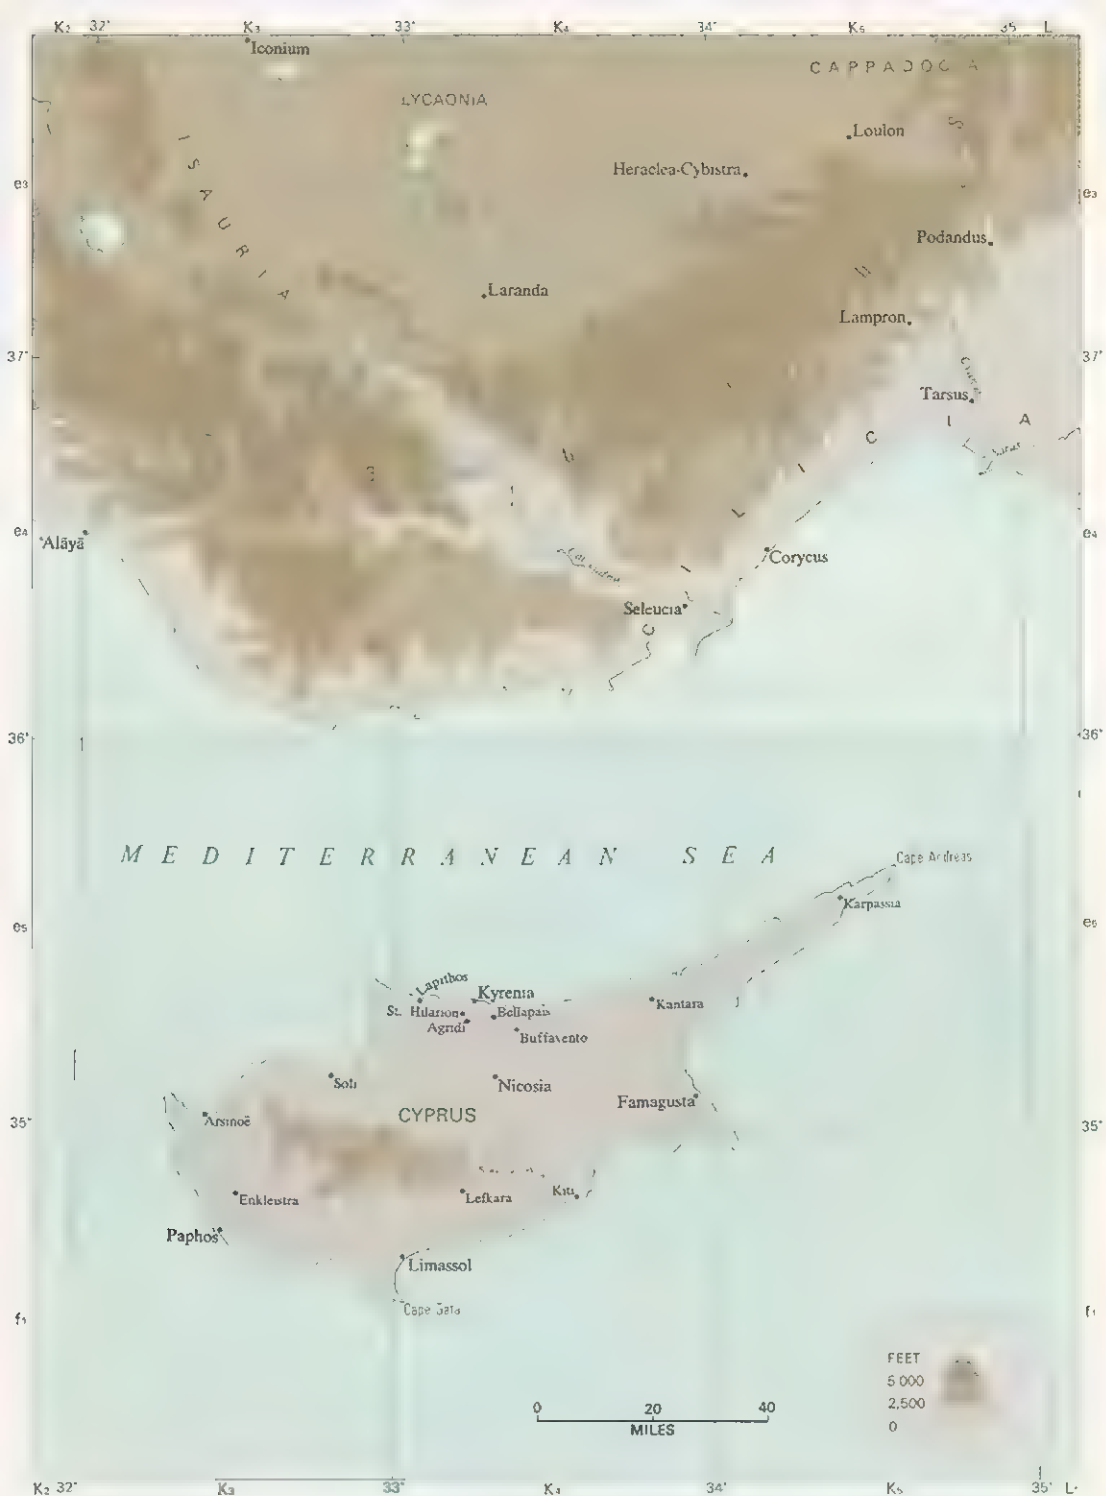 K2 32° K3 33° K4 34° K5 35° L
Iconium
CAPPADOCIA
LYCAONIA
Loulon
ISAURIA
Heraclea-Cybistra
e3 e3
Podandus
Laranda
Lampron
37° 37°
Tarsus
CILICIA
e4 e4
Alāyā
Corycus
Seleucia
36° 36°
MEDITERRANEAN SEA
Cape Andreas
Karpassia
e5 e5
Lapithos
Kyrenia
Kantara
St. Hilarion
Bellapais
Agridi
Buffavento
Soli
Nicosia
Famagusta
Arsinoë
CYPRUS
35° 35°
Enkleistra
Lefkara
Kiti
Paphos
Limassol
Cape Gata
f1 f1
FEET
5 000
2,500
0
0 20 40
MILES
K2 32° K3 33° K4 34° K5 35° L